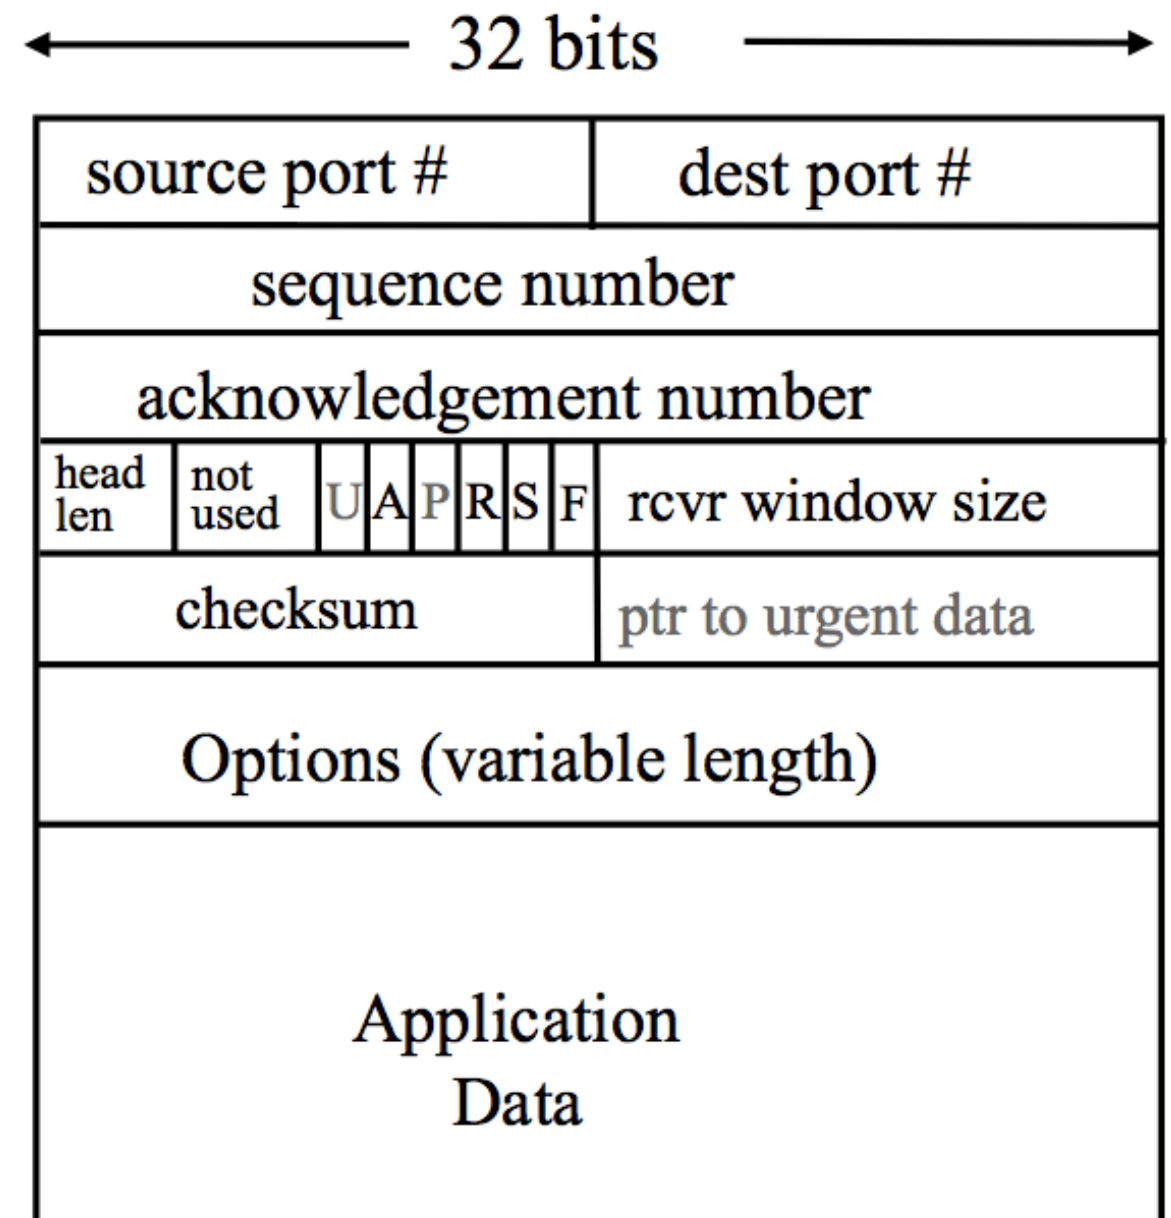 32 bits
source port #
dest port #
sequence number
acknowledgement number
head
len
not
used
U
A
P
R
S
F
rcvr window size
checksum
ptr to urgent data
Options (variable length)
Application
Data